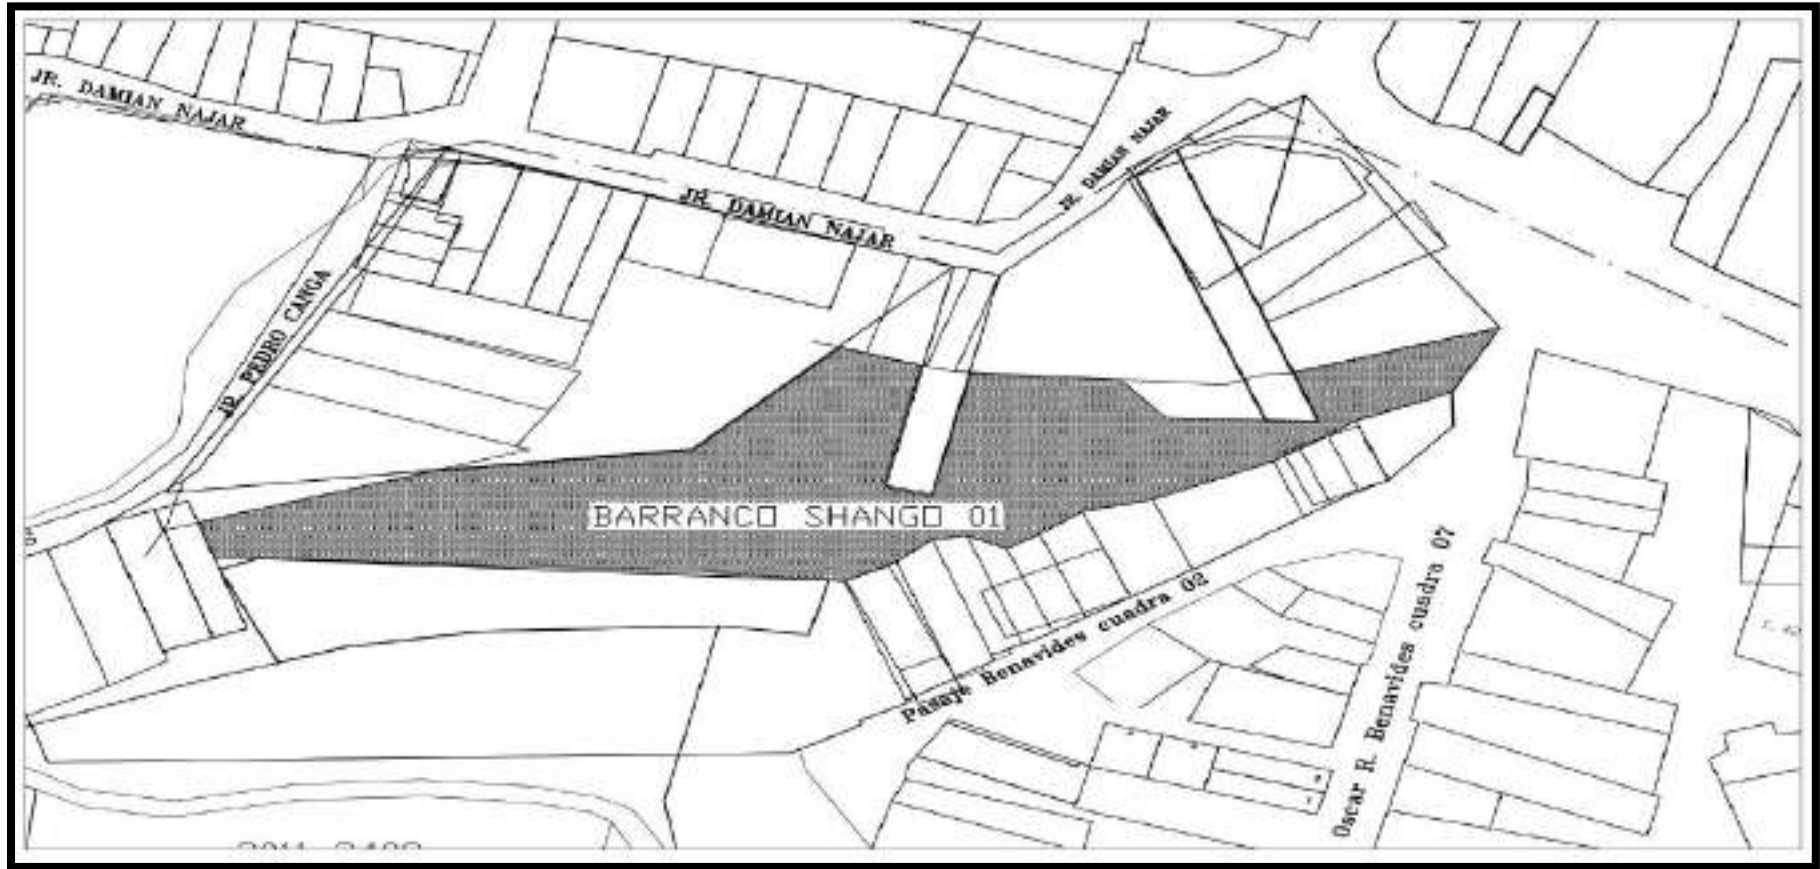 JR. DAMIAN NAJAR
JR. DAMIAN NAJAR
JR. DAMIAN NAJAR
JR. PEDRO CANGA
BARRANCO SHANGO 01
Pasaje Benavides cuadra 02
Oscar R. Benavides cuadra 07